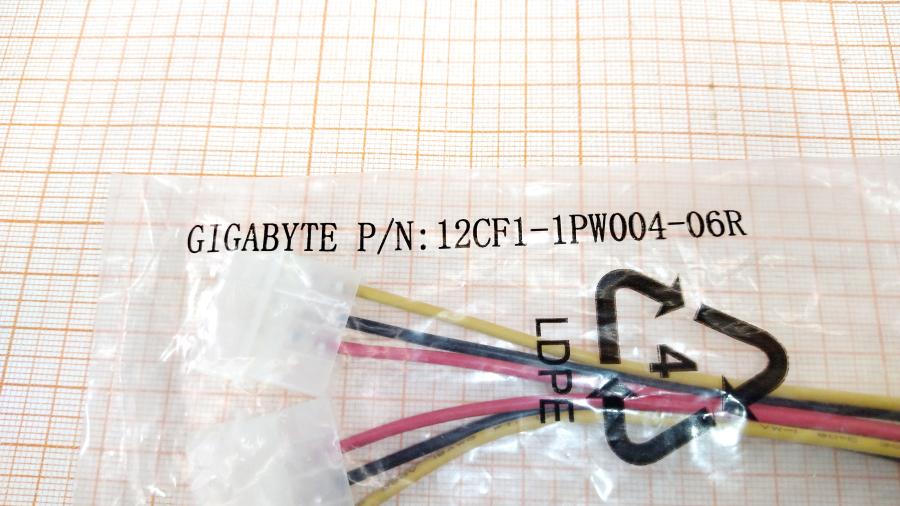 GIGABYTE P/N:12CF1-1PW004-06R
4
LDPE